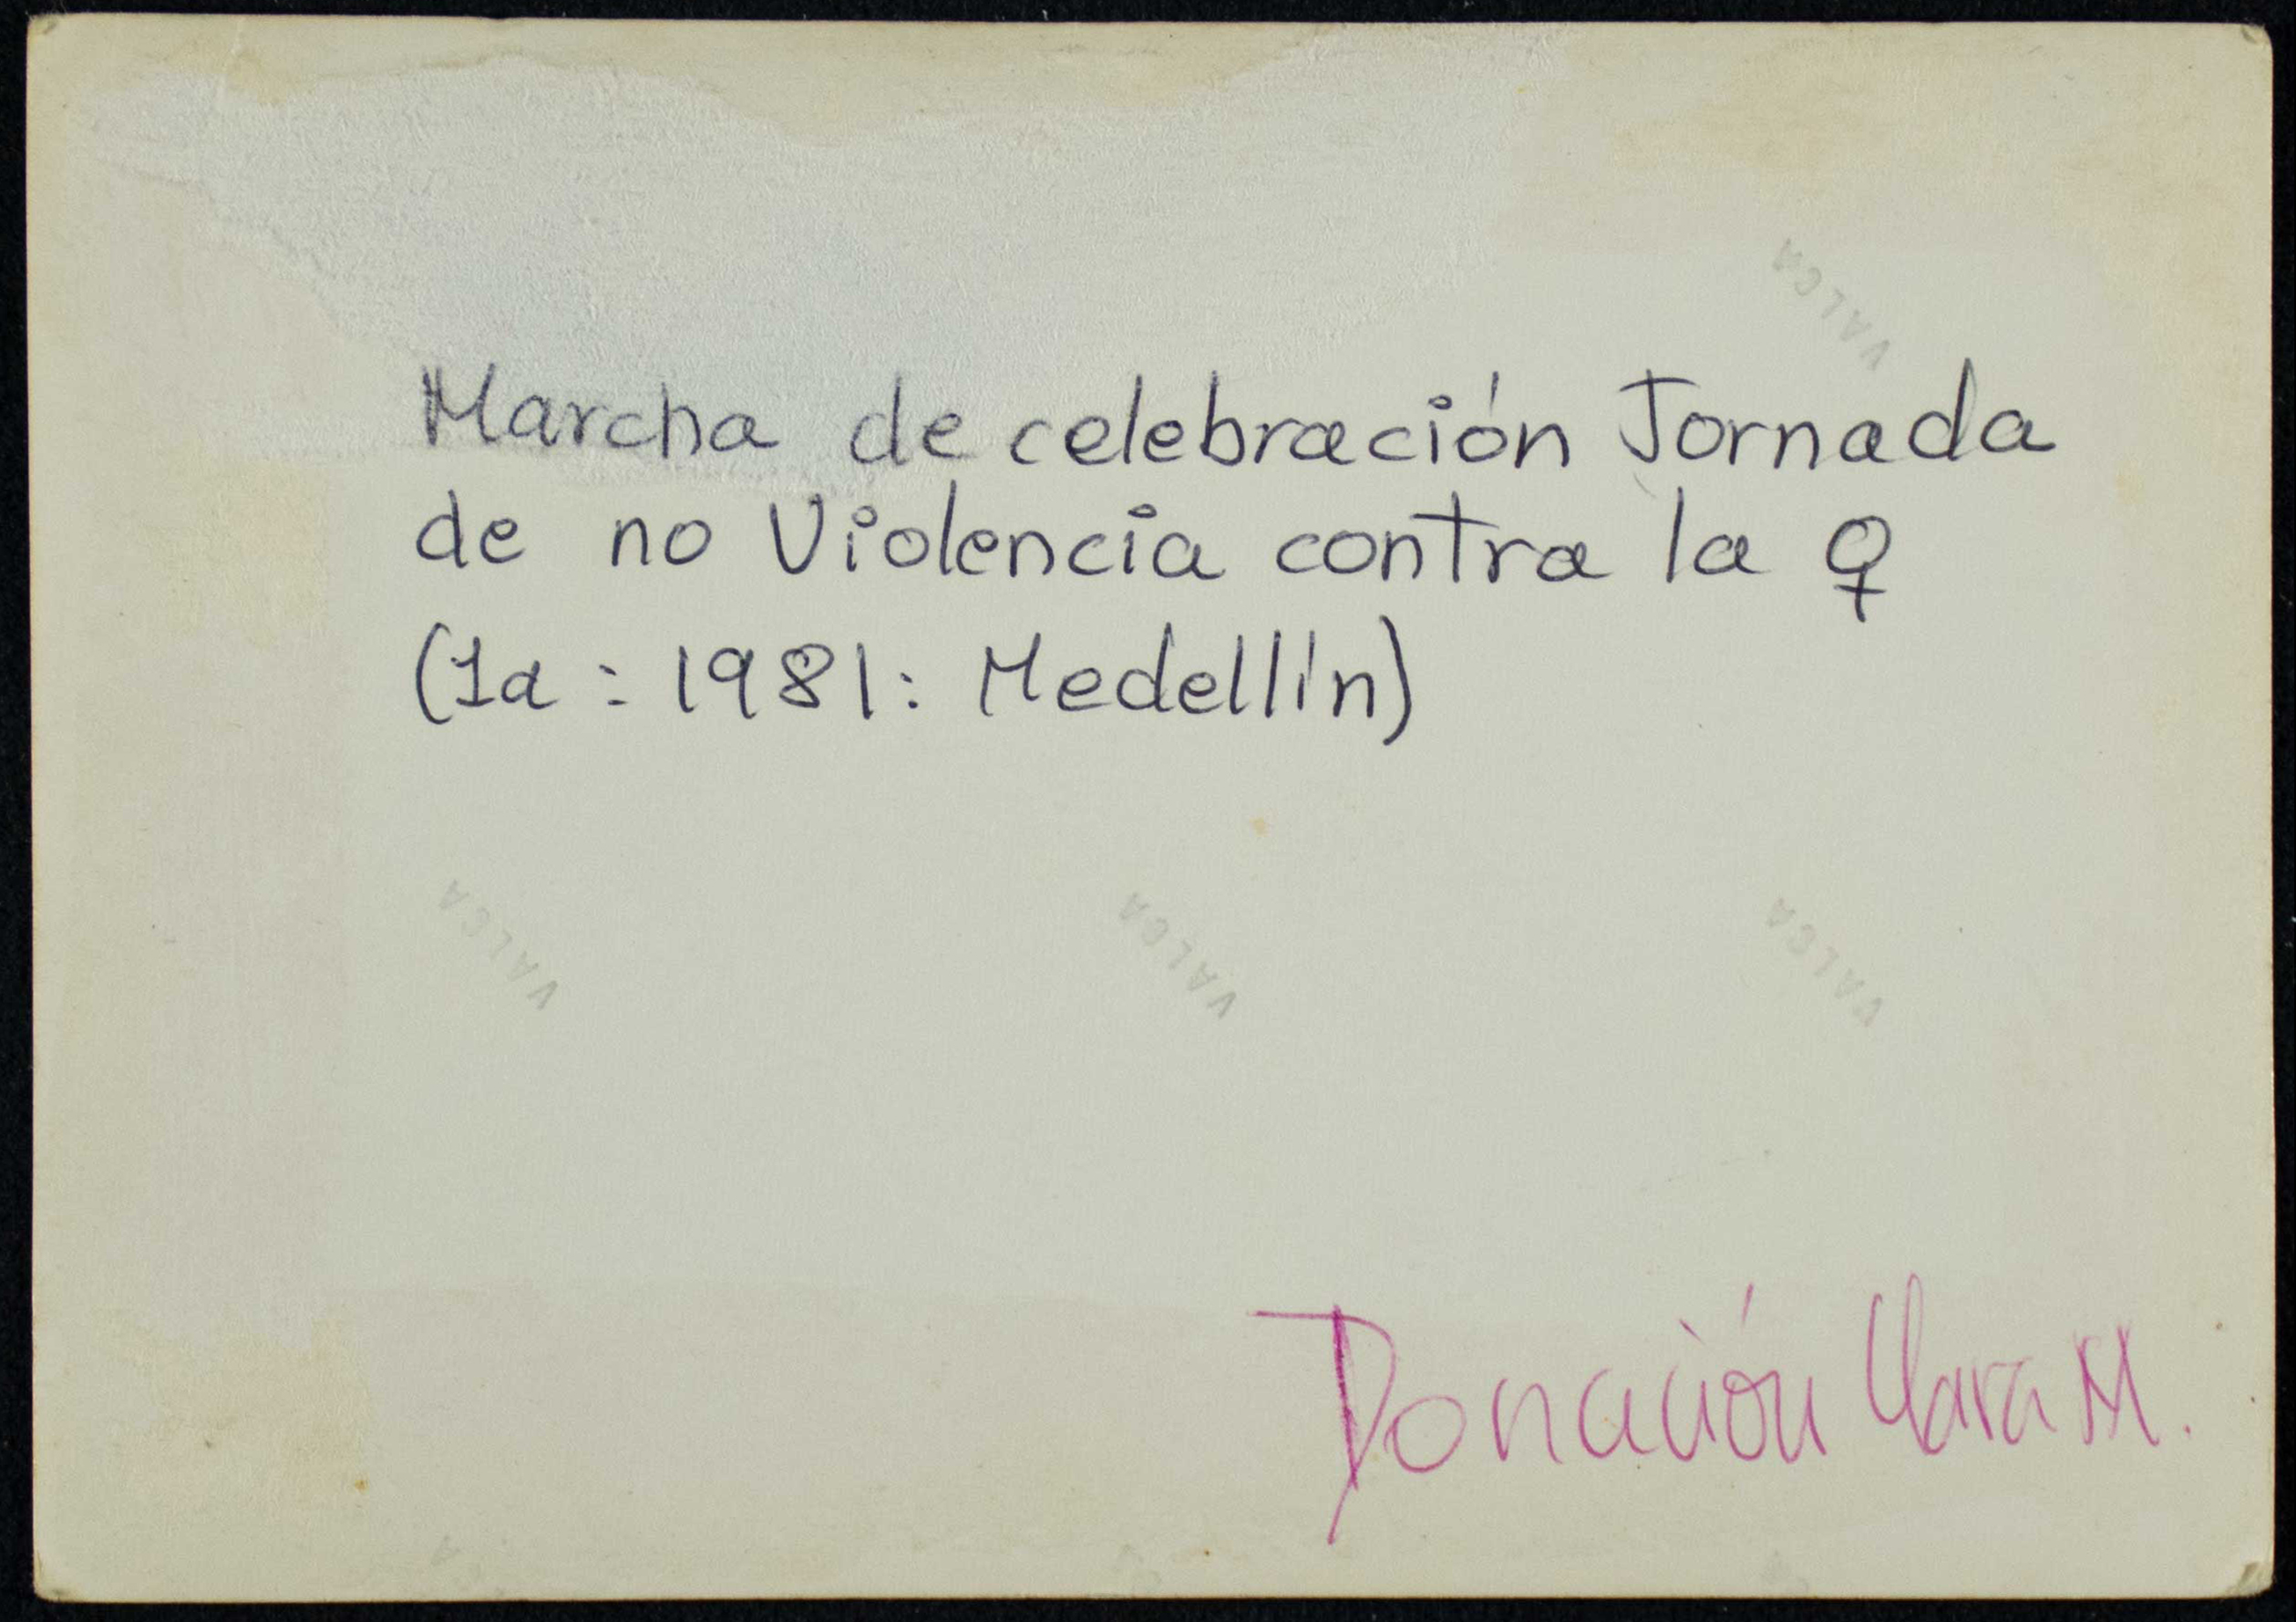 VALCA
Marcha de celebración Jornada
de no Violencia contra la ♀
(1a : 1981: Medellín)
VALCA VALCA VALCA
Donación Clara M.